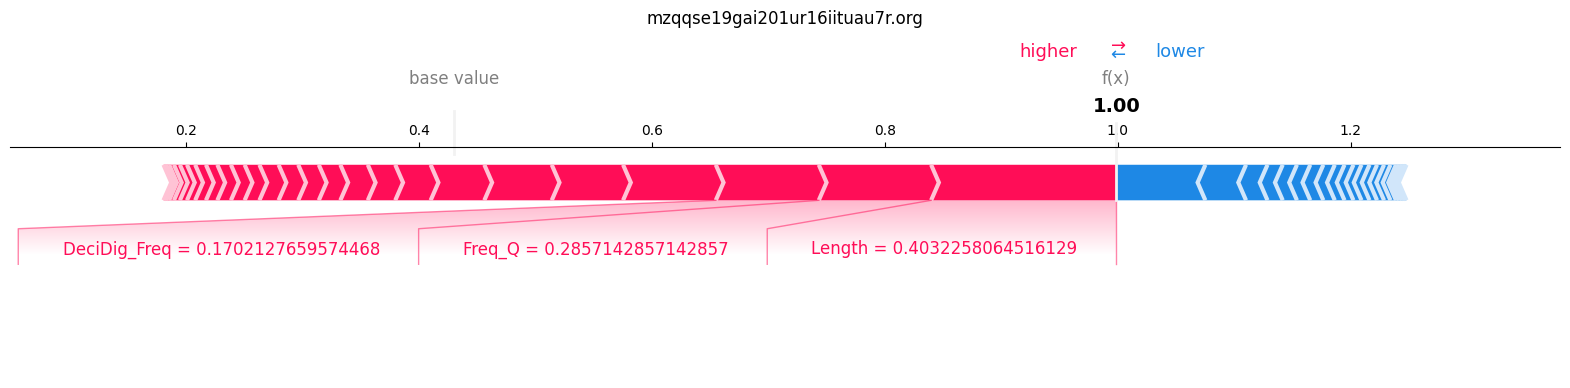 mzqqse19gai201ur16iituau7r.org
higher → ← lower
base value f(x)
1.00
0.2 0.4 0.6 0.8 1.0 1.2
DeciDig_Freq = 0.1702127659574468 Freq_Q = 0.2857142857142857 Length = 0.4032258064516129